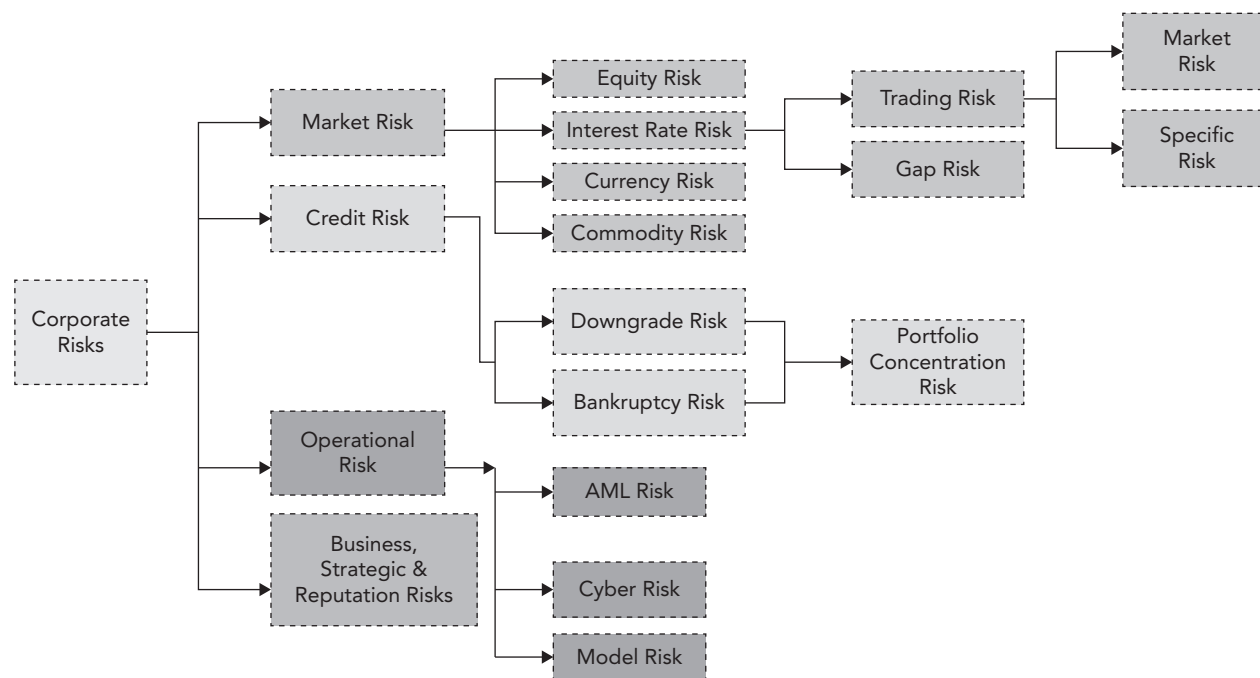 Corporate
Risks
Market Risk
Credit Risk
Operational
Risk
Business,
Strategic &
Reputation Risks
Equity Risk
Interest Rate Risk
Currency Risk
Commodity Risk
Downgrade Risk
Bankruptcy Risk
AML Risk
Cyber Risk
Model Risk
Trading Risk
Gap Risk
Portfolio
Concentration
Risk
Market
Risk
Specific
Risk